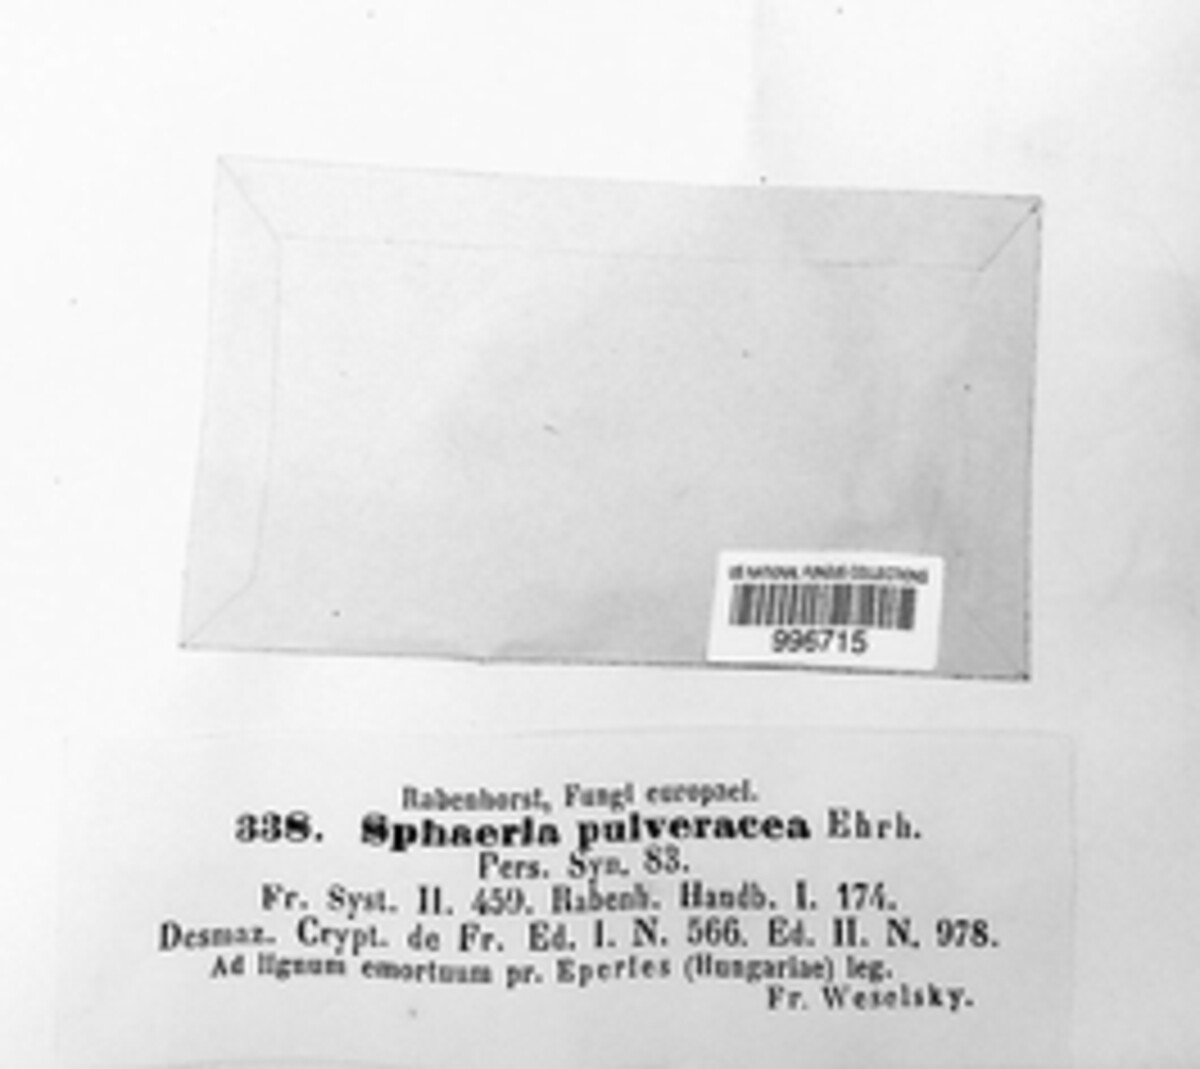 US NATIONAL FUNGUS COLLECTIONS
996715
Rabenhorst, Fungi europaei.
338. Sphaeria pulveracea Ehrh.
Pers. Syn. 83.
Fr. Syst. II. 459. Rabenh. Handb. I. 174.
Desmaz. Crypt. de Fr. Ed. I. N. 566. Ed. II. N. 978.
Ad lignum emortuum pr. Eperies (Hungariae) leg.
Fr. Weselsky.